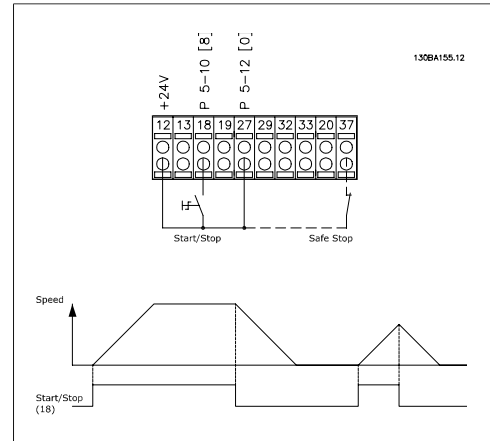 130BA155.12
+24V
P 5-10 [8]
P 5-12 [0]
12 13 18 19 27 29 32 33 20 37
Start/Stop
Safe Stop
Speed
Start/Stop
(18)